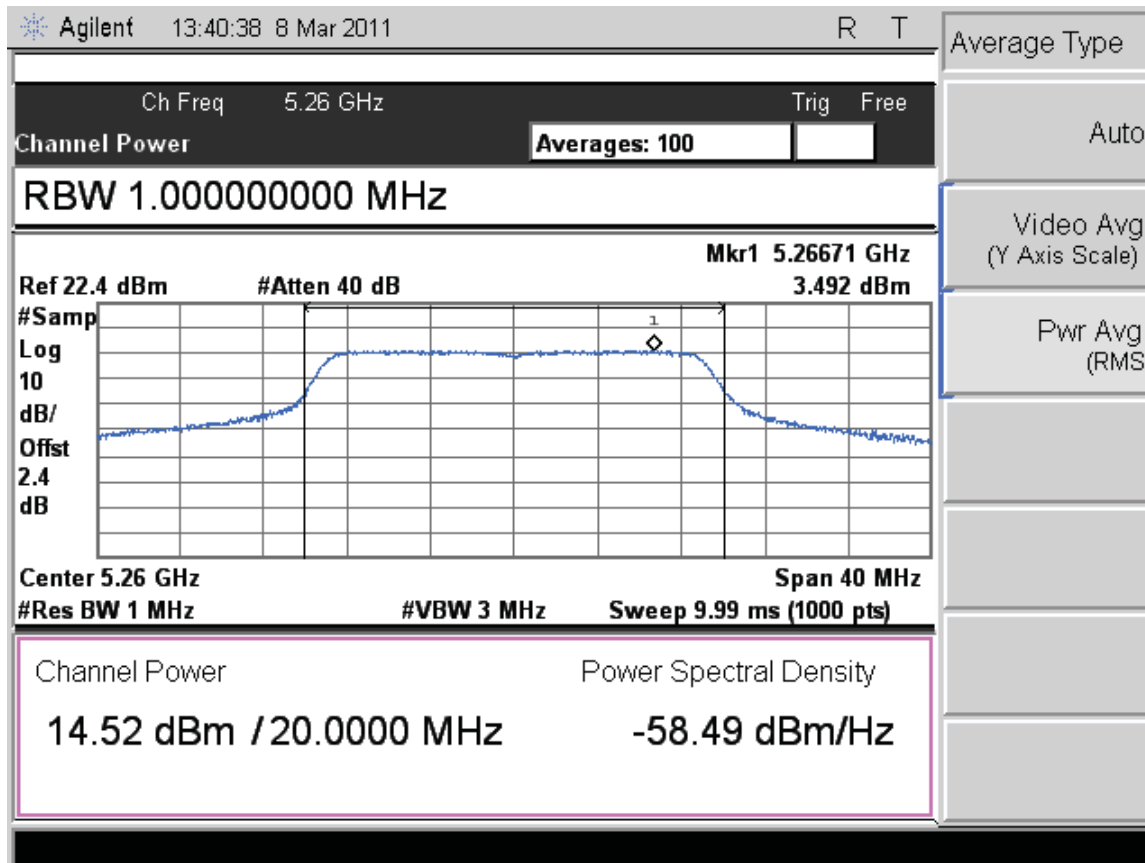 Agilent 13:40:38 8 Mar 2011 R T
Average Type
Ch Freq 5.26 GHz Trig Free
Channel Power Averages: 100
Auto
RBW 1.000000000 MHz
Video Avg
(Y Axis Scale)
Mkr1 5.26671 GHz
Ref 22.4 dBm #Atten 40 dB 3.492 dBm
#Samp
Log
10
dB/
Offst
2.4
dB
1
Pwr Avg
(RMS
Center 5.26 GHz Span 40 MHz
#Res BW 1 MHz #VBW 3 MHz Sweep 9.99 ms (1000 pts)
Channel Power Power Spectral Density
14.52 dBm / 20.0000 MHz -58.49 dBm/Hz